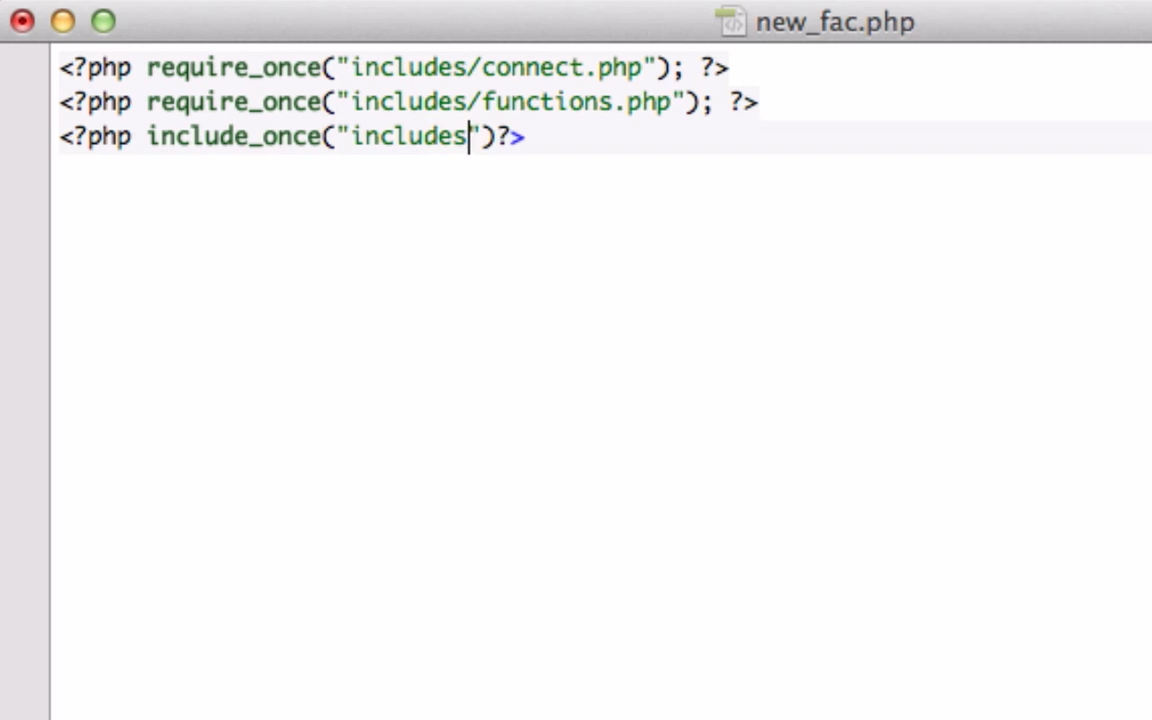 new_fac.php
<?php require_once("includes/connect.php"); ?>
<?php require_once("includes/functions.php"); ?>
<?php include_once("includes")?>